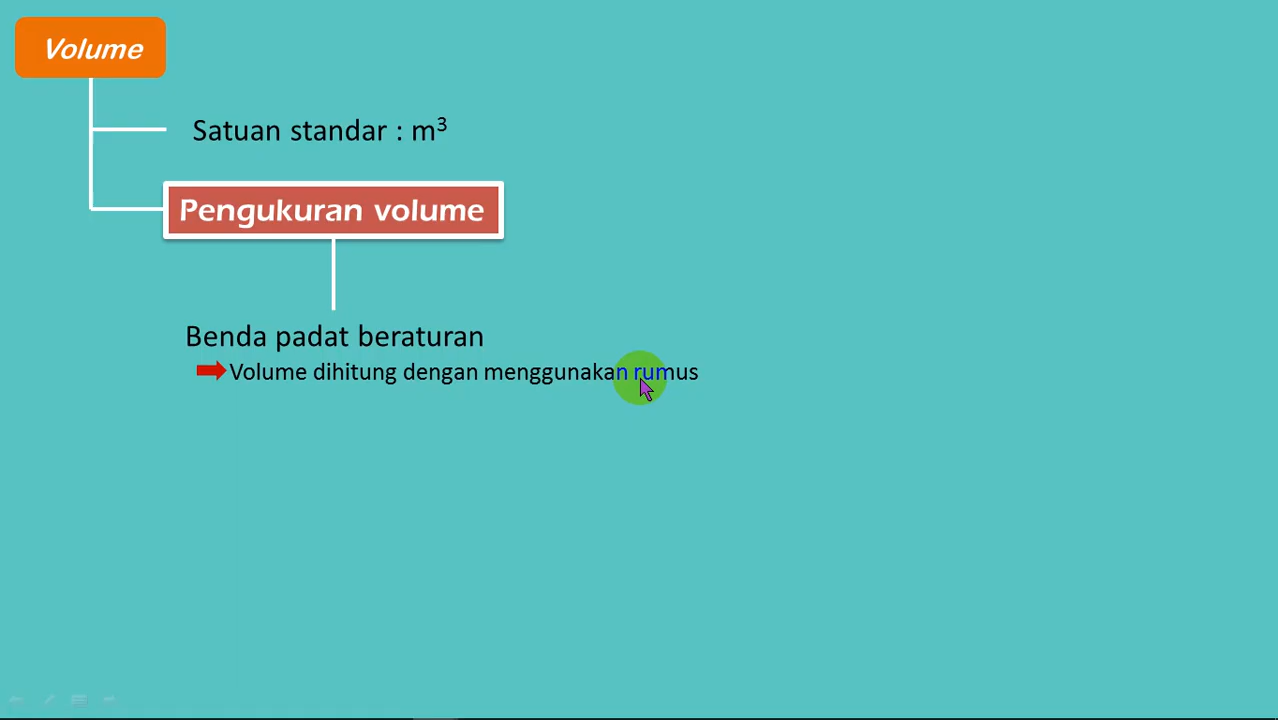 Volume
Satuan standar : m³
Pengukuran volume
Benda padat beraturan
Volume dihitung dengan menggunakan rumus